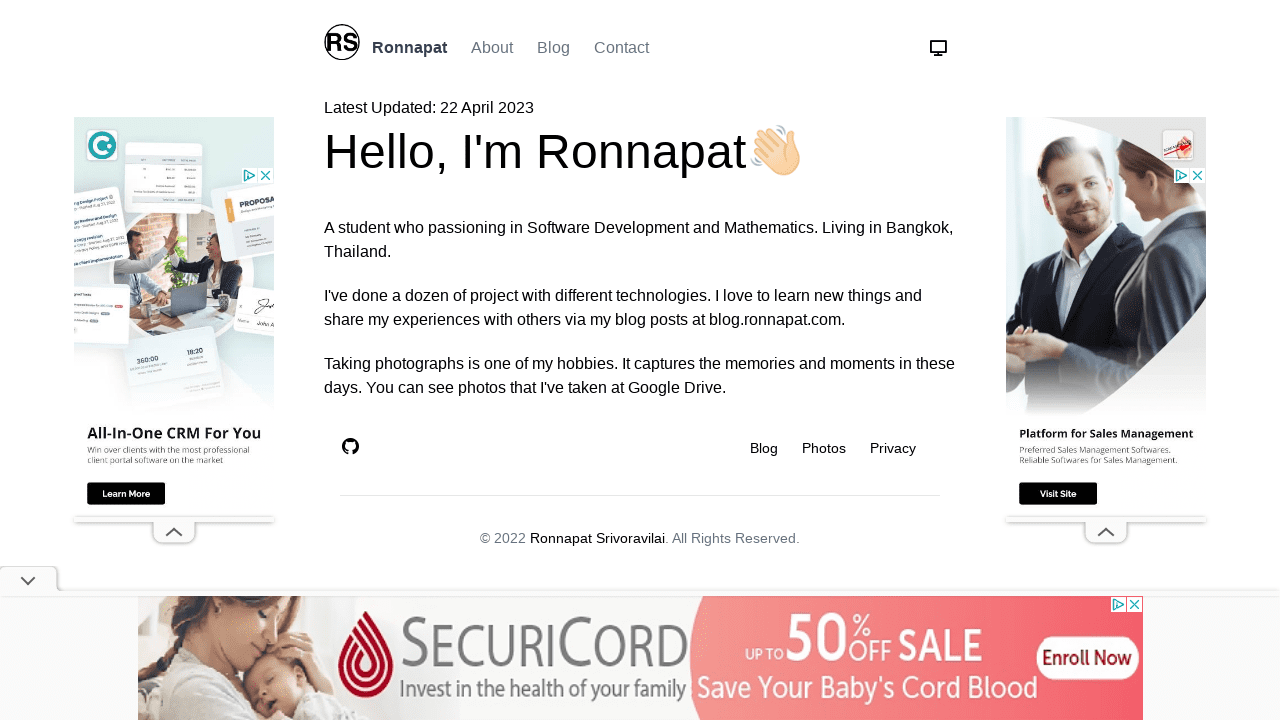 RS Ronnapat About Blog Contact
Latest Updated: 22 April 2023
Hello, I'm Ronnapat
A student who passioning in Software Development and Mathematics. Living in Bangkok,
Thailand.
I've done a dozen of project with different technologies. I love to learn new things and
share my experiences with others via my blog posts at blog.ronnapat.com.
Taking photographs is one of my hobbies. It captures the memories and moments in these
days. You can see photos that I've taken at Google Drive.
Blog Photos Privacy
© 2022 Ronnapat Srivoravilai. All Rights Reserved.
PROPOSAL
360:00
18:20
All-In-One CRM For You
Win over clients with the most professional
client portal software on the market
Learn More
Platform for Sales Management
Preferred Sales Management Softwares.
Reliable Softwares for Sales Management.
Visit Site
SECURICORD
Invest in the health of your family
UP TO 50% OFF SALE
Save Your Baby's Cord Blood
Enroll Now